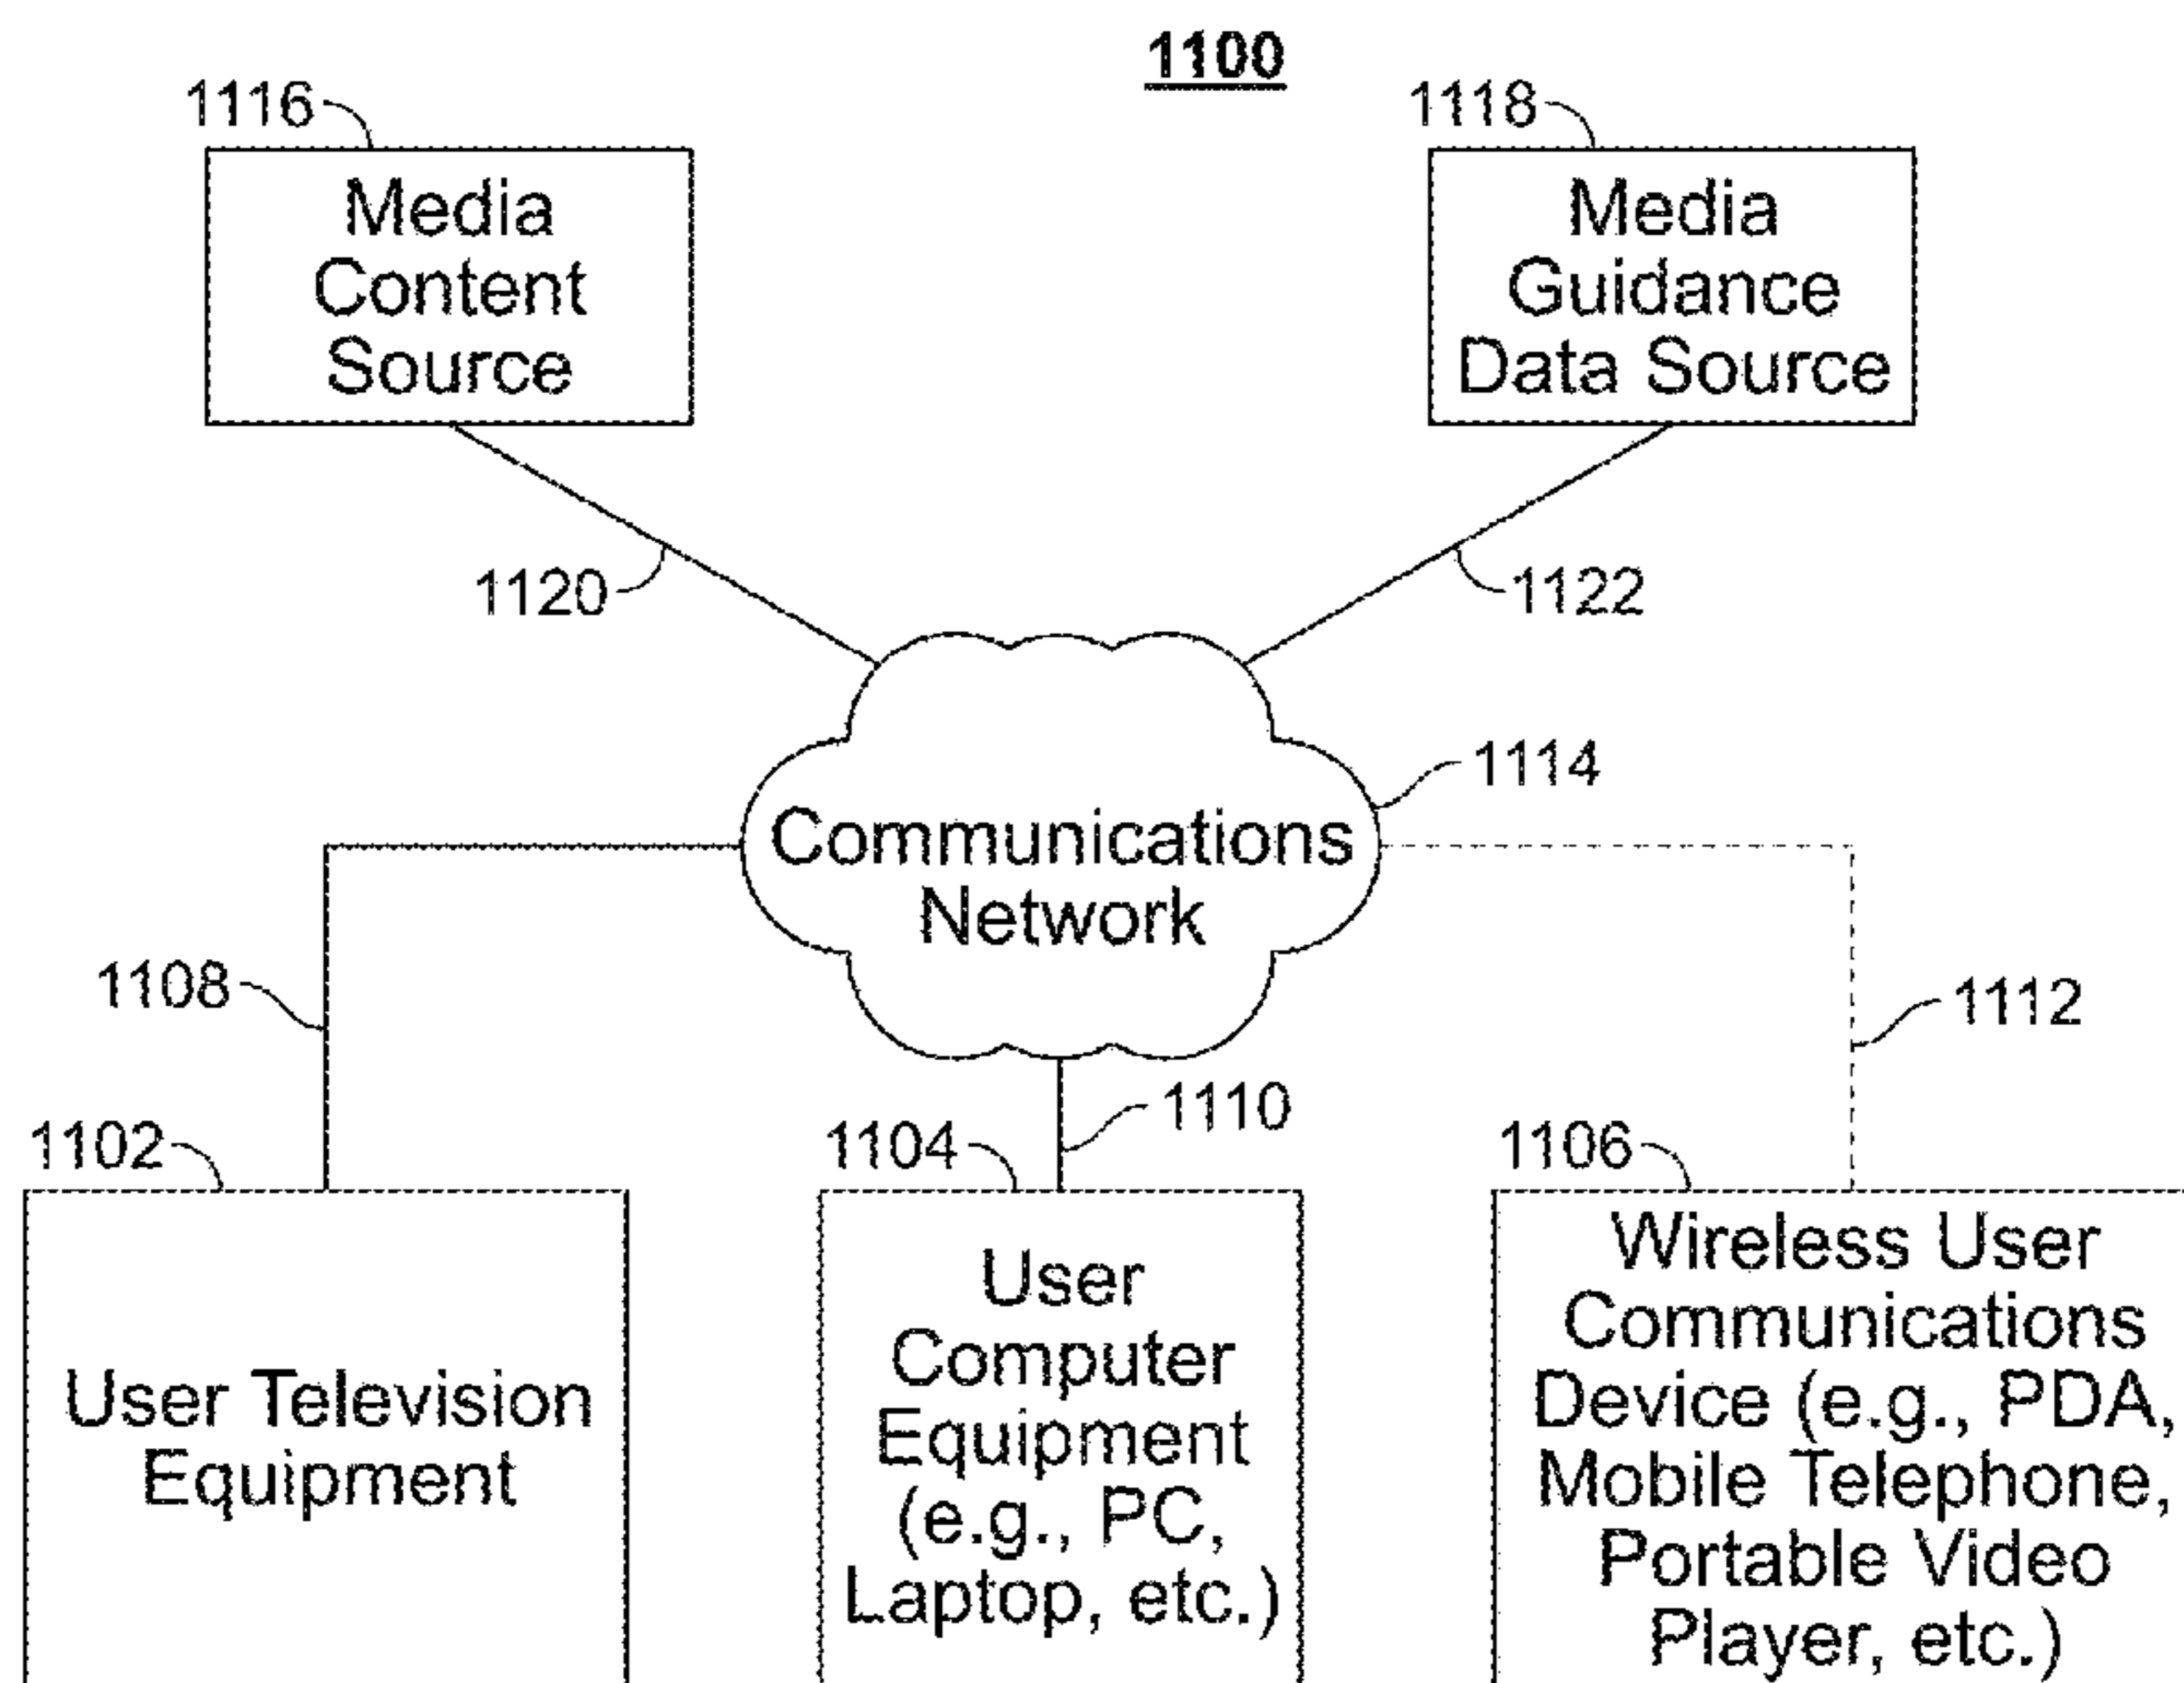 1100
1116
1118
Media
Content
Source
Media
Guidance
Data Source
1120
1122
1114
Communications
Network
1108
1112
1110
1102
1104
1106
User Television
Equipment
User
Computer
Equipment
(e.g., PC,
Laptop, etc.)
Wireless User
Communications
Device (e.g., PDA,
Mobile Telephone,
Portable Video
Player, etc.)